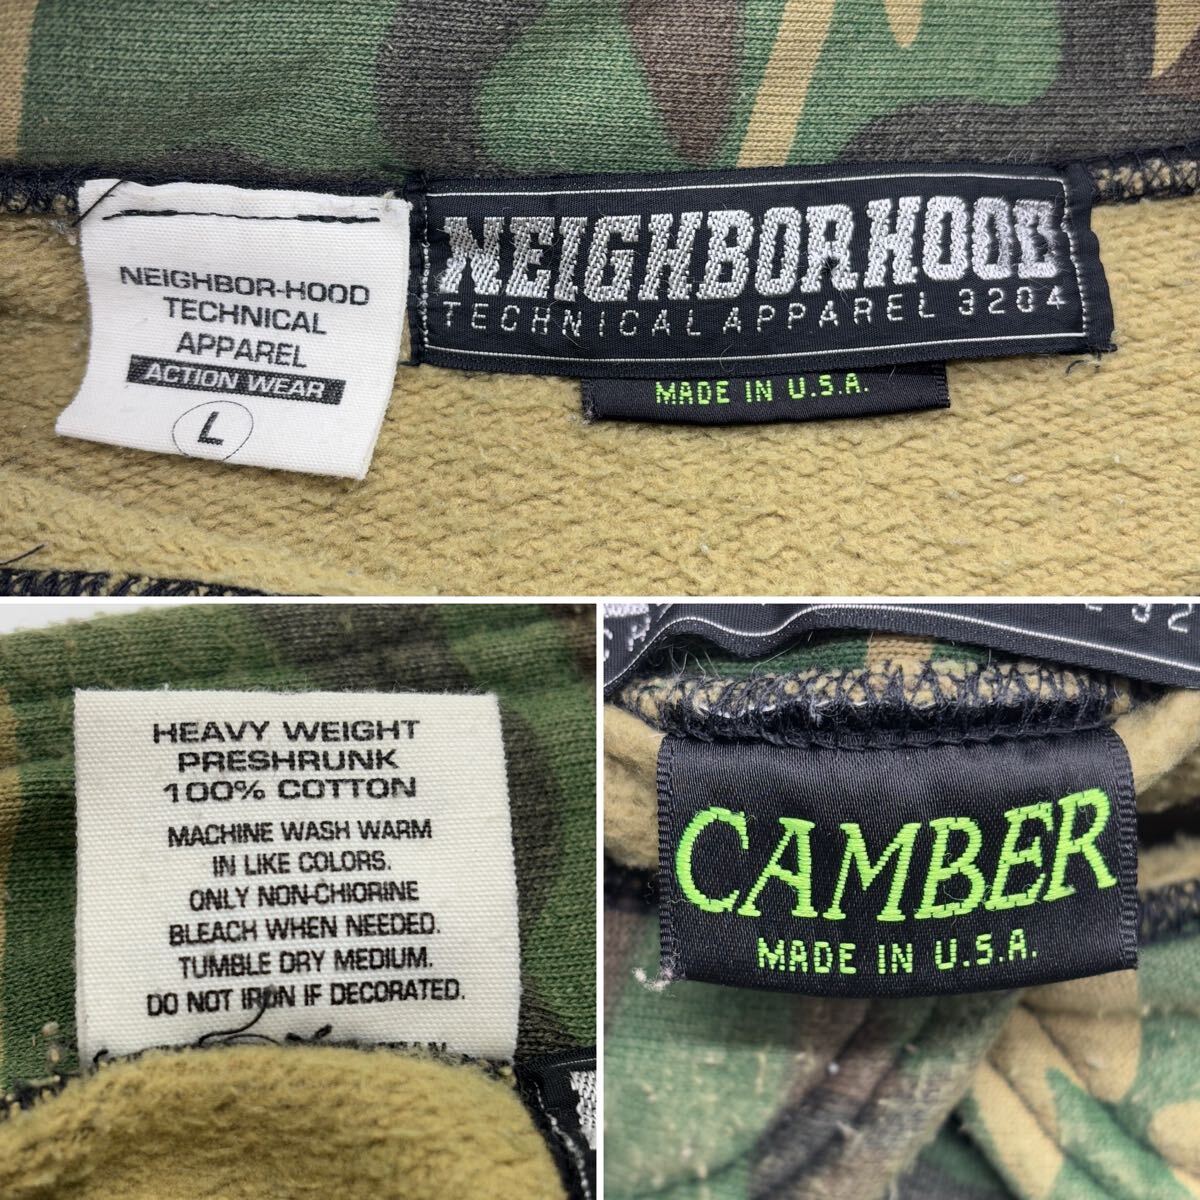 NEIGHBOR-HOOD
TECHNICAL
APPAREL
ACTION WEAR
L
NEIGHBORHOOD
TECHNICAL APPAREL 3204
MADE IN U.S.A.
HEAVY WEIGHT
PRESHRUNK
100% COTTON
MACHINE WASH WARM
IN LIKE COLORS.
ONLY NON-CHIORINE
BLEACH WHEN NEEDED.
TUMBLE DRY MEDIUM.
DO NOT IRON IF DECORATED.
CAMBER
MADE IN U.S.A.